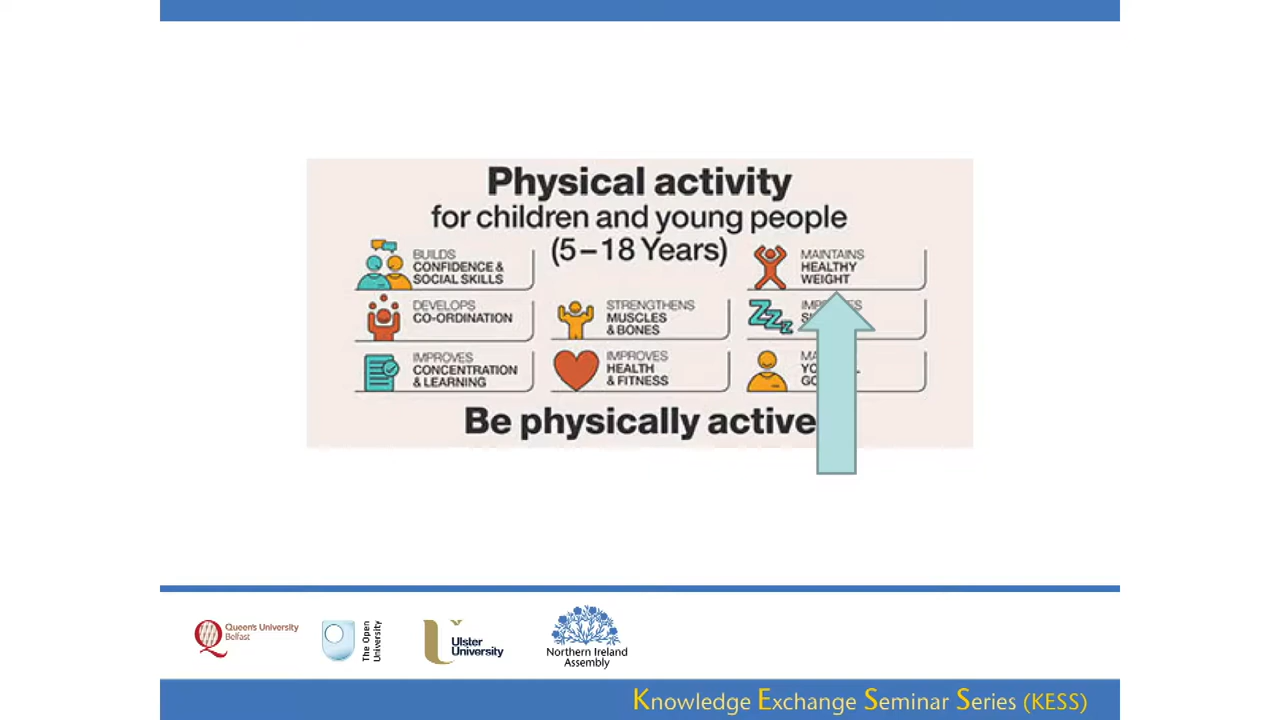 Physical activity
for children and young people
(5–18 Years)
BUILDS
CONFIDENCE &
SOCIAL SKILLS
MAINTAINS
HEALTHY
WEIGHT
DEVELOPS
CO-ORDINATION
STRENGTHENS
MUSCLES
& BONES
IMPROVES
CONCENTRATION
& LEARNING
IMPROVES
HEALTH
& FITNESS
Be physically active
Queen's University
Belfast
The Open
University
Ulster
University
Northern Ireland
Assembly
Knowledge Exchange Seminar Series (KESS)